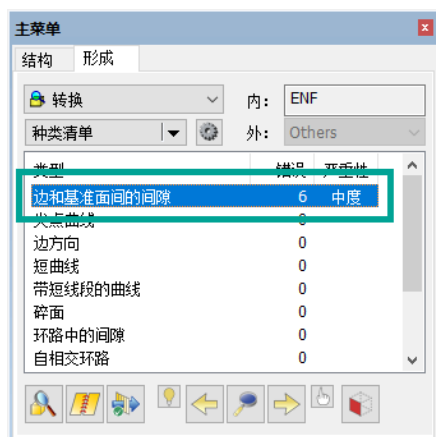 主菜单
结构 形成
转换 内: ENF
种类清单 外: Others
类型 错误 严重性
边和基准面间的间隙 6 中度
尖点曲线 0
边方向 0
短曲线 0
带短线段的曲线 0
碎面 0
环路中的间隙 0
自相交环路 0